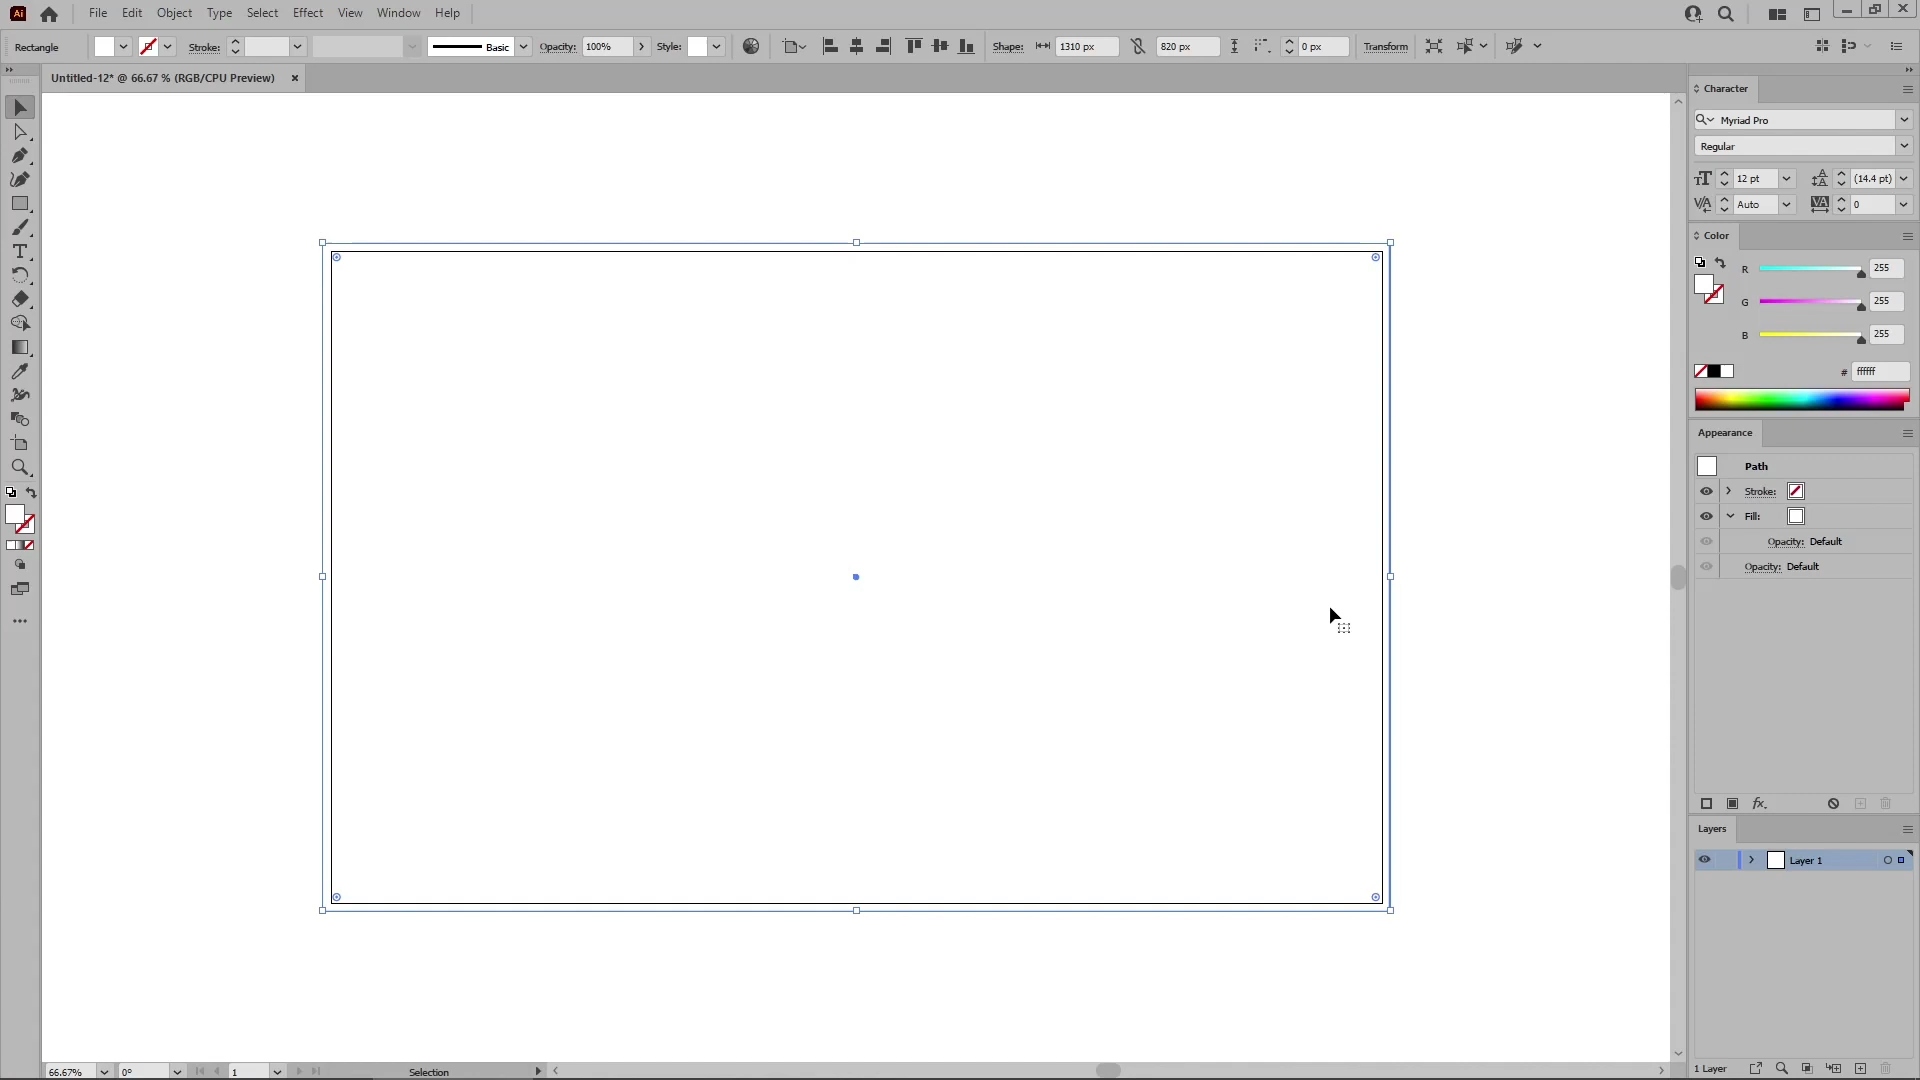 Ai File Edit Object Type Select Effect View Window Help
Rectangle Stroke: Basic Opacity: 100% Style: Shape: 1310 px 820 px 0 px Transform
Untitled-12* @ 66.67 % (RGB/CPU Preview) ×
Character
Myriad Pro
Regular
12 pt (14.4 pt)
Auto 0
Color
R 255
G 255
B 255
# ffffff
Appearance
Path
Stroke:
Fill:
Opacity: Default
Opacity: Default
fx.
Layers
Layer 1
66.67% 0° 1 Selection 1 Layer